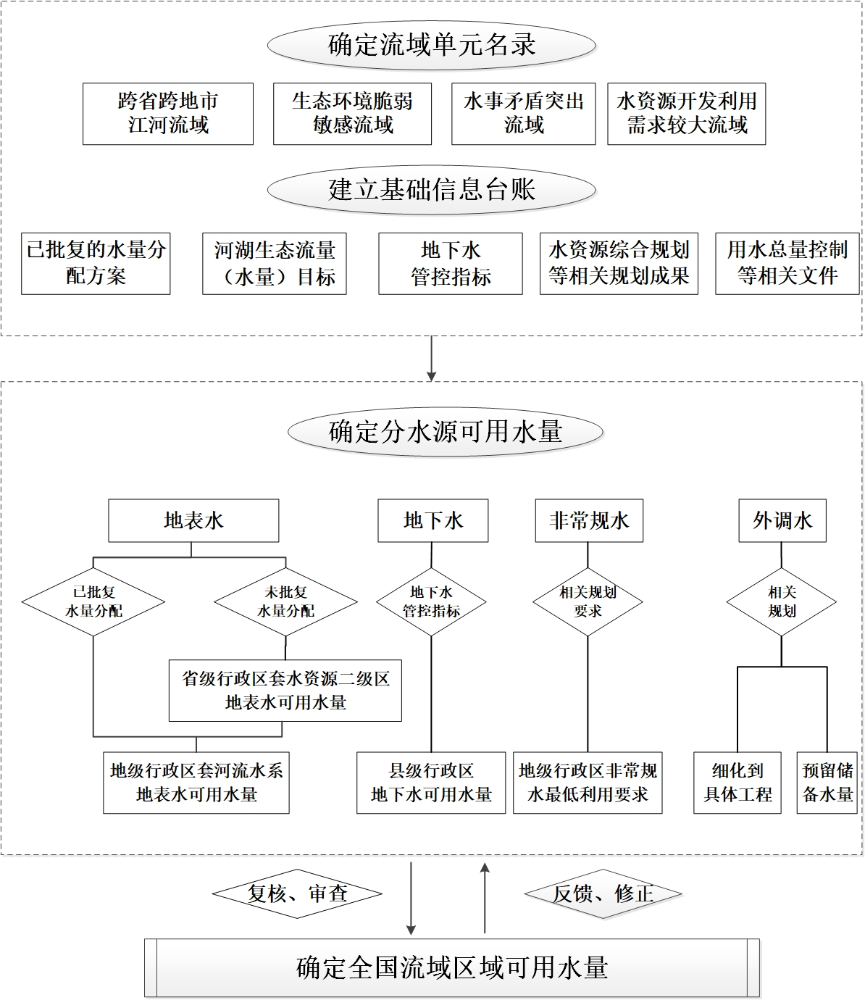 确定流域单元名录
跨省跨地市
江河流域
生态环境脆弱
敏感流域
水事矛盾突出
流域
水资源开发利用
需求较大流域
建立基础信息台账
已批复的水量分
配方案
河湖生态流量
（水量）目标
地下水
管控指标
水资源综合规划
等相关规划成果
用水总量控制
等相关文件
确定分水源可用水量
地表水
地下水
非常规水
外调水
已批复
水量分配
未批复
水量分配
地下水
管控指标
相关规划
要求
相关
规划
省级行政区套水资源二级区
地表水可用水量
地级行政区套河流水系
地表水可用水量
县级行政区
地下水可用水量
地级行政区非常规
水最低利用要求
细化到
具体工程
预留储
备水量
复核、审查
反馈、修正
确定全国流域区域可用水量